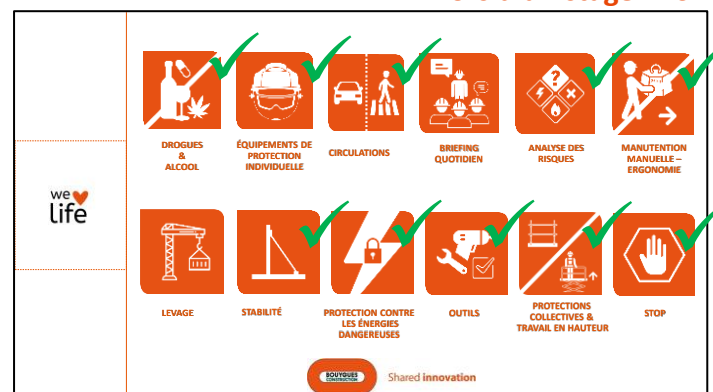 DROGUES
&
ALCOOL
ÉQUIPEMENTS DE
PROTECTION
INDIVIDUELLE
CIRCULATIONS
BRIEFING
QUOTIDIEN
ANALYSE DES
RISQUES
MANUTENTION
MANUELLE –
ERGONOMIE
we
life
LEVAGE
STABILITÉ
PROTECTION CONTRE
LES ÉNERGIES
DANGEREUSES
OUTILS
PROTECTIONS
COLLECTIVES &
TRAVAIL EN HAUTEUR
STOP
BOUYGUES
CONSTRUCTION
Shared innovation